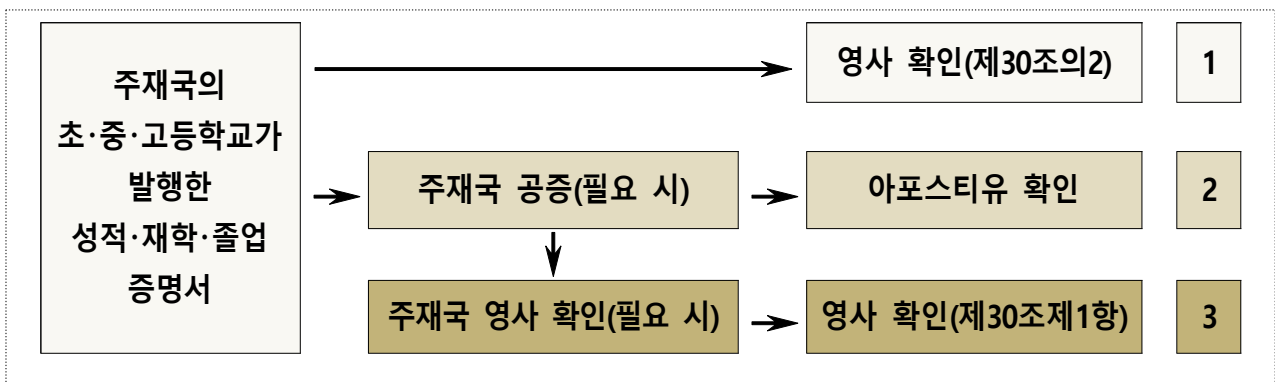 주재국의
초·중·고등학교가
발행한
성적·재학·졸업
증명서
영사 확인(제30조의2)
1
주재국 공증(필요 시)
아포스티유 확인
2
주재국 영사 확인(필요 시)
영사 확인(제30조제1항)
3